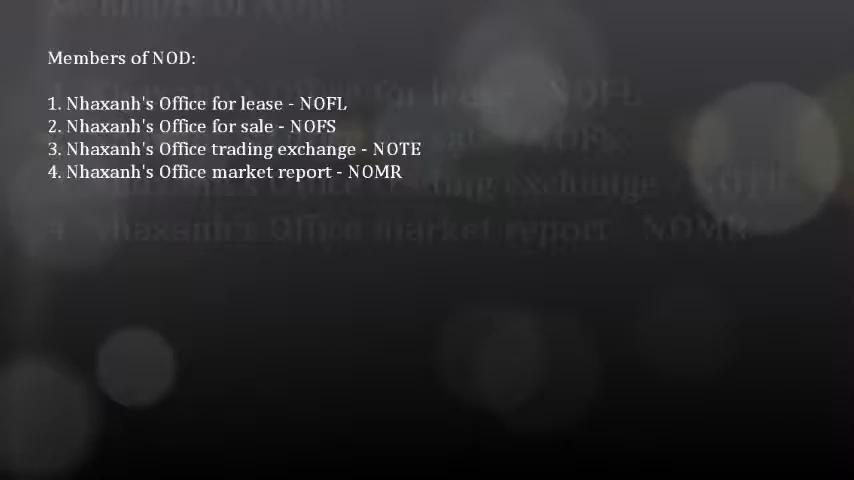 Members of NOD:
1. Nhaxanh's Office for lease - NOFL
2. Nhaxanh's Office for sale - NOFS
3. Nhaxanh's Office trading exchange - NOTE
4. Nhaxanh's Office market report - NOMR